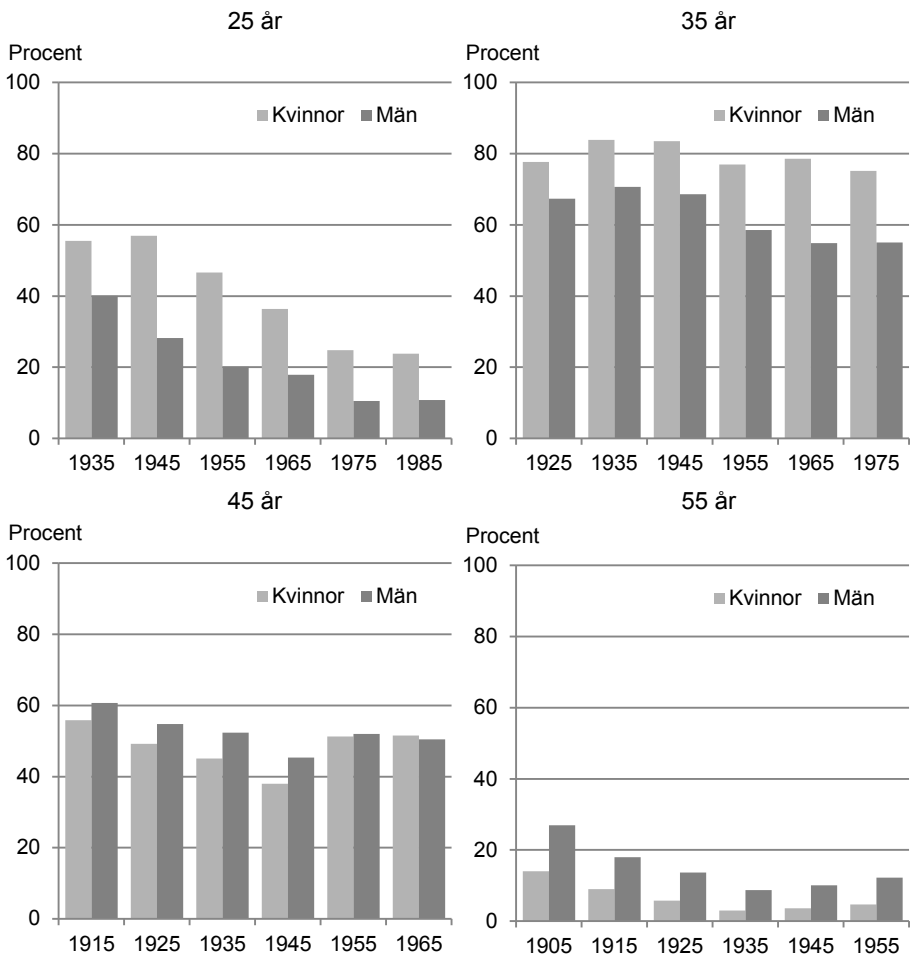 25 år
Procent
100
80
60
40
20
0
Kvinnor Män
1935 1945 1955 1965 1975 1985
35 år
Procent
100
80
60
40
20
0
Kvinnor Män
1925 1935 1945 1955 1965 1975
45 år
Procent
100
80
60
40
20
0
Kvinnor Män
1915 1925 1935 1945 1955 1965
55 år
Procent
100
80
60
40
20
0
Kvinnor Män
1905 1915 1925 1935 1945 1955